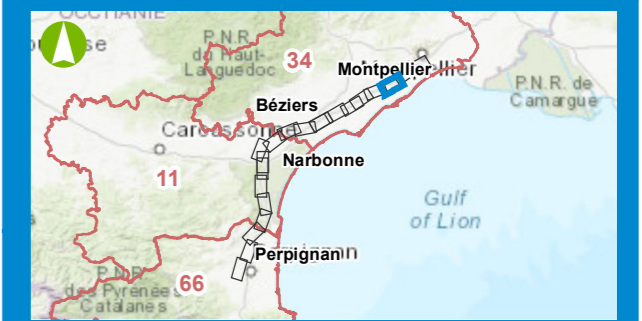 OCCITANIE
P.N.R.
du Haut-
Languedoc
34
Montpellier
P.N.R. de
Camargue
Béziers
Carcassonne
Narbonne
11
Gulf
of Lion
Perpignan
P.N.R.
des Pyrénées
Catalanes
66